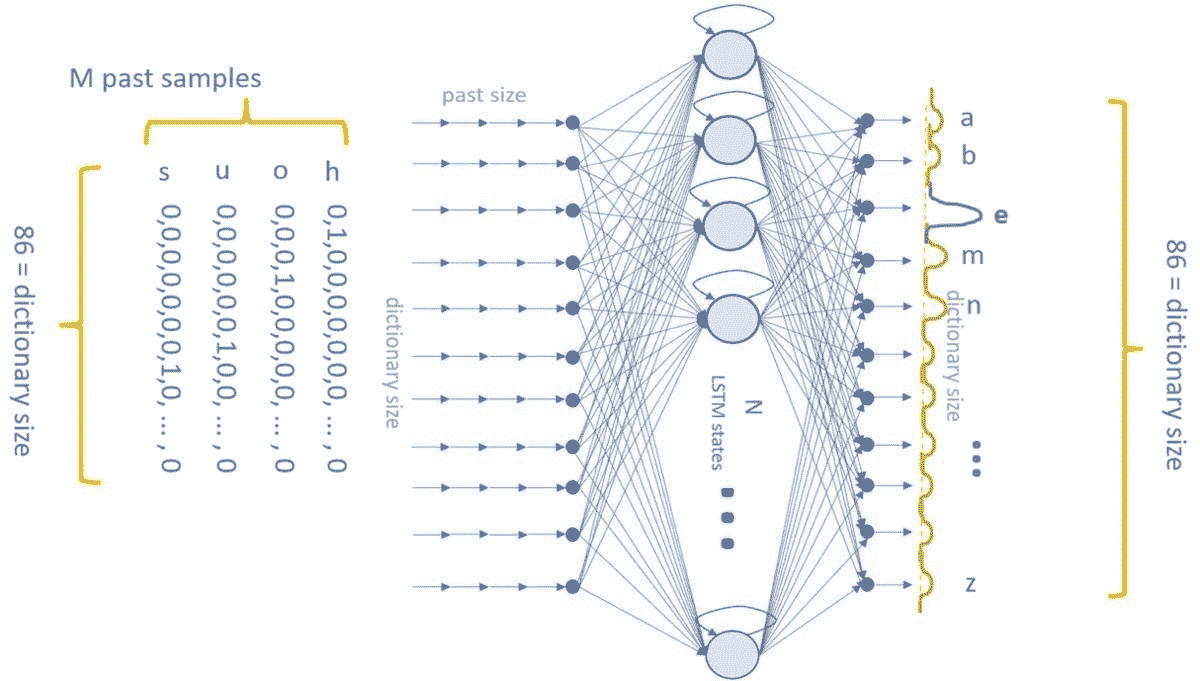 M past samples
s u o h
0,0,0,0,0,0,0,1,0, … , 0
0,0,0,0,0,0,1,0,0, … , 0
0,0,0,1,0,0,0,0,0, … , 0
0,1,0,0,0,0,0,0,0, … , 0
86 = dictionary size
past size
dictionary size
N
LSTM states
a
b
e
m
n
z
dictionary size
86 = dictionary size